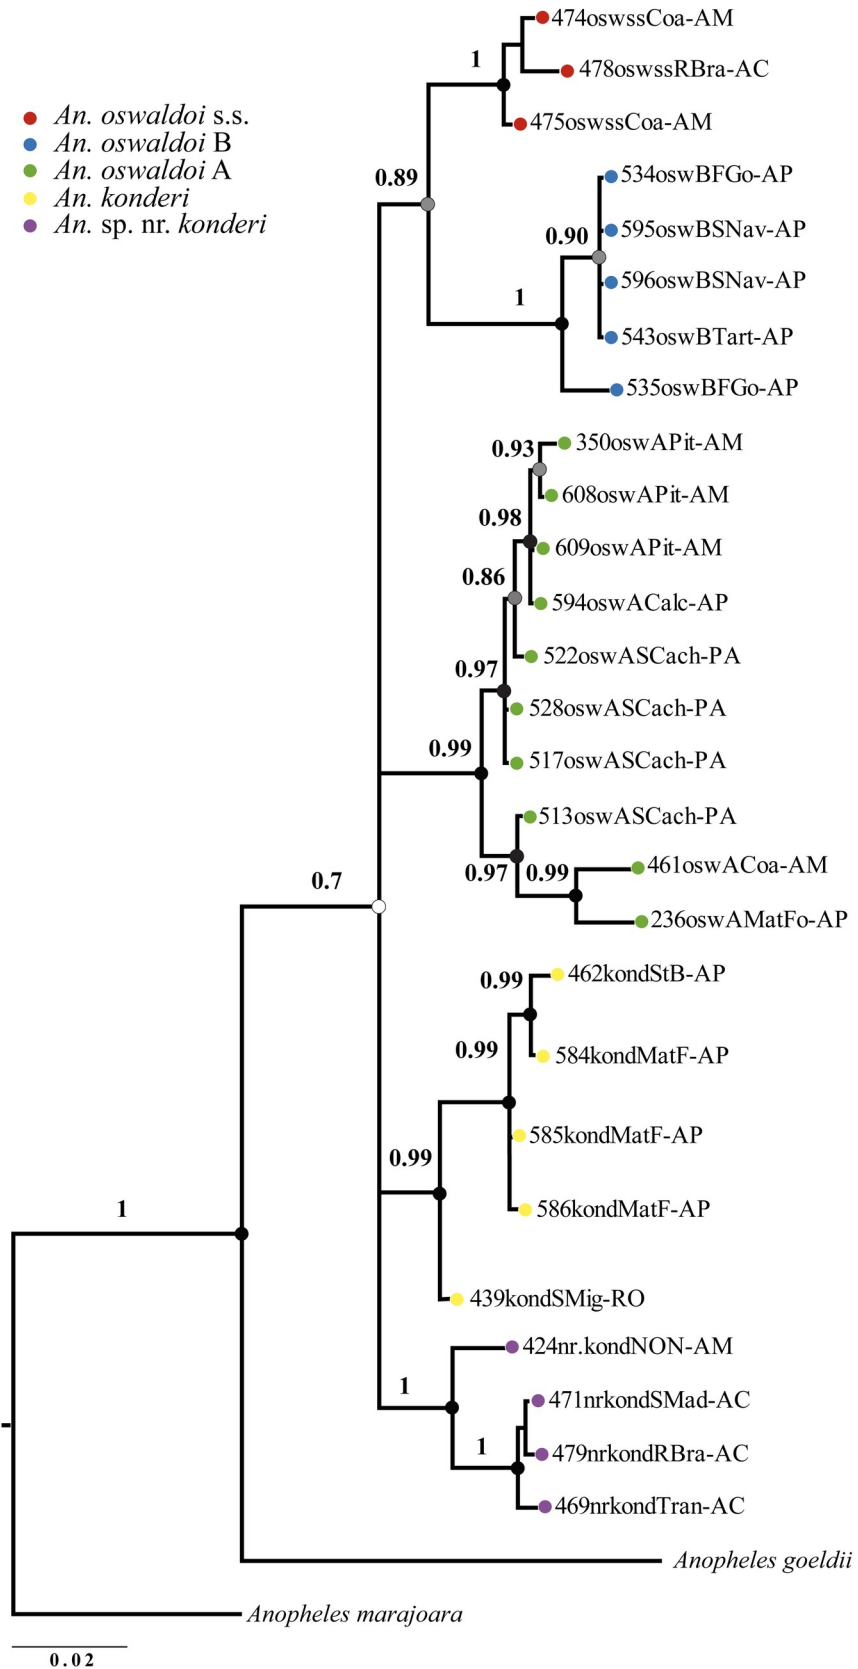 474oswssCoa-AM
1
478oswssRBra-AC
An. oswaldoi s.s.
475oswssCoa-AM
An. oswaldoi B
An. oswaldoi A
0.89
534oswBFGo-AP
An. konderi
An. sp. nr. konderi
595oswBSNav-AP
0.90
596oswBSNav-AP
1
543oswBTart-AP
535oswBFGo-AP
350oswAPit-AM
0.93
608oswAPit-AM
0.98
609oswAPit-AM
0.86
594oswACalc-AP
522oswASCach-PA
0.97
528oswASCach-PA
0.99
517oswASCach-PA
513oswASCach-PA
461oswACoa-AM
0.97
0.99
0.7
236oswAMatFo-AP
462kondStB-AP
0.99
0.99
584kondMatF-AP
585kondMatF-AP
0.99
586kondMatF-AP
1
439kondSMig-RO
424nr.kondNON-AM
1
471nrkondSMad-AC
1
479nrkondRBra-AC
469nrkondTran-AC
Anopheles goeldii
Anopheles marajoara
0.02